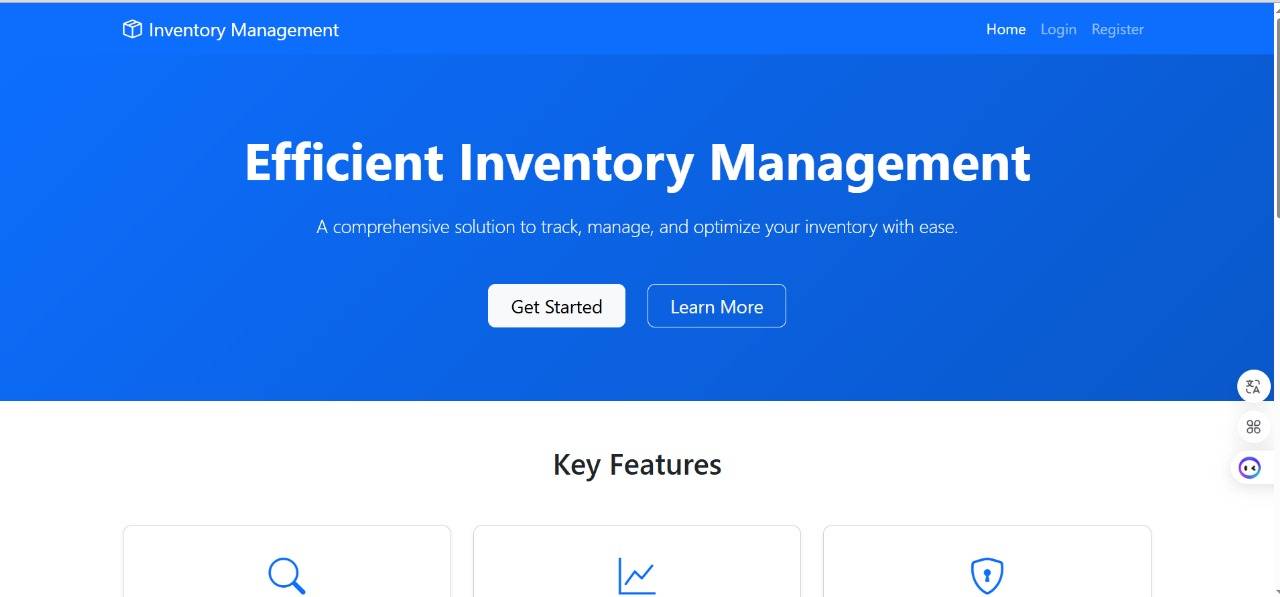 Inventory Management
Home Login Register
Efficient Inventory Management
A comprehensive solution to track, manage, and optimize your inventory with ease.
Get Started
Learn More
Key Features